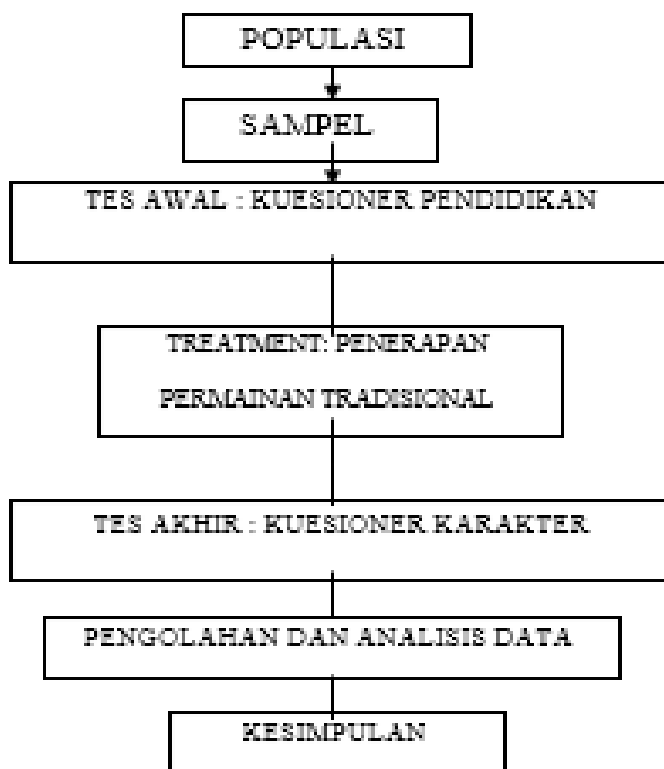 POPULASI
SAMPEL
TES AWAL : KUESIONER PENDIDIKAN
TREATMENT: PENERAPAN
PERMAINAN TRADISIONAL
TES AKHIR : KUESIONER KARAKTER
PENGOLAHAN DAN ANALISIS DATA
KESIMPULAN